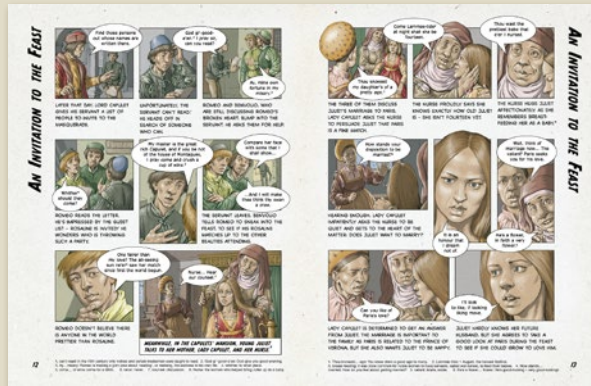 AN INVITATION TO THE FEAST
Find those persons
out whose names are
written there.
God gi' good-
e'en! I pray sir,
can you read?
Ay, mine own
fortune in my
misery.
LATER THAT DAY, LORD CAPULET
GIVES HIS SERVANT A LIST OF
PEOPLE TO INVITE TO THE
MASQUERADE.
UNFORTUNATELY, THE
SERVANT CAN'T READ!
HE HEADS OFF IN
SEARCH OF SOMEONE
WHO CAN.
ROMEO AND BENVOLIO, WHO
ARE STILL DISCUSSING ROMEO'S
BROKEN HEART, BUMP INTO THE
SERVANT. HE ASKS THEM FOR HELP.
Whither
should they
come?
My master is the great
rich Capulet, and if you be not
of the house of Montagues,
I pray come and crush a
cup of wine.
Compare her face
with some that I
shall show...
...And I will make
thee think thy swan
a crow.
ROMEO READS THE LETTER.
HE'S IMPRESSED BY THE GUEST
LIST – ROSALINE IS INVITED! HE
WONDERS WHO IS THROWING
SUCH A PARTY.
THE SERVANT LEAVES. BENVOLIO
TELLS ROMEO TO SNEAK INTO THE
FEAST, TO SEE IF HIS ROSALINE
MATCHES UP TO THE OTHER
BEAUTIES ATTENDING.
One fairer than
my love? The all-seeing
sun ne'er saw her match
since first the world begun.
Nurse... Hear
our counsel.
ROMEO DOESN'T BELIEVE THERE
IS ANYONE IN THE WORLD
PRETTIER THAN ROSALINE.
MEANWHILE, IN THE CAPULETS' MANSION, YOUNG JULIET
TALKS TO HER MOTHER, LADY CAPULET, AND HER NURSE.
12
Thou knowest
my daughter's of a
pretty age.
Come Lammas-Eve
at night shall she be
fourteen.
Thou wast the
prettiest babe that
e'er I nursed.
THE THREE OF THEM DISCUSS
JULIET'S MARRIAGE TO PARIS.
LADY CAPULET ASKS THE NURSE
TO PERSUADE JULIET THAT PARIS
IS A FINE MATCH.
THE NURSE PROUDLY SAYS SHE
KNOWS EXACTLY HOW OLD JULIET
IS – SHE ISN'T FOURTEEN YET!
THE NURSE HUGS JULIET
AFFECTIONATELY AS SHE
REMEMBERS BREAST-
FEEDING HER AS A BABY.
How stands your
disposition to be
married?
It is an
honour that
I dream
not of.
Well, think of
marriage now... The
valiant Paris seeks
you for his love.
He's a flower,
in faith a very
flower!
HEARING ENOUGH, LADY CAPULET
IMPATIENTLY ASKS THE NURSE TO
BE QUIET AND GETS TO THE HEART OF THE
MATTER: DOES JULIET WANT TO MARRY?
Can you like of
Paris's love?
I'll look
to like, if looking
liking move.
LADY CAPULET IS DETERMINED TO GET AN ANSWER
FROM JULIET. THE MARRIAGE IS IMPORTANT TO
THE FAMILY AS PARIS IS RELATED TO THE PRINCE OF
VERONA, BUT SHE ALSO WANTS JULIET TO BE HAPPY.
JULIET HARDLY KNOWS HER FUTURE
HUSBAND, BUT SHE AGREES TO TAKE A
GOOD LOOK AT PARIS DURING THE FEAST
TO SEE IF SHE COULD GROW TO LOVE HIM.
AN INVITATION TO THE FEAST
13